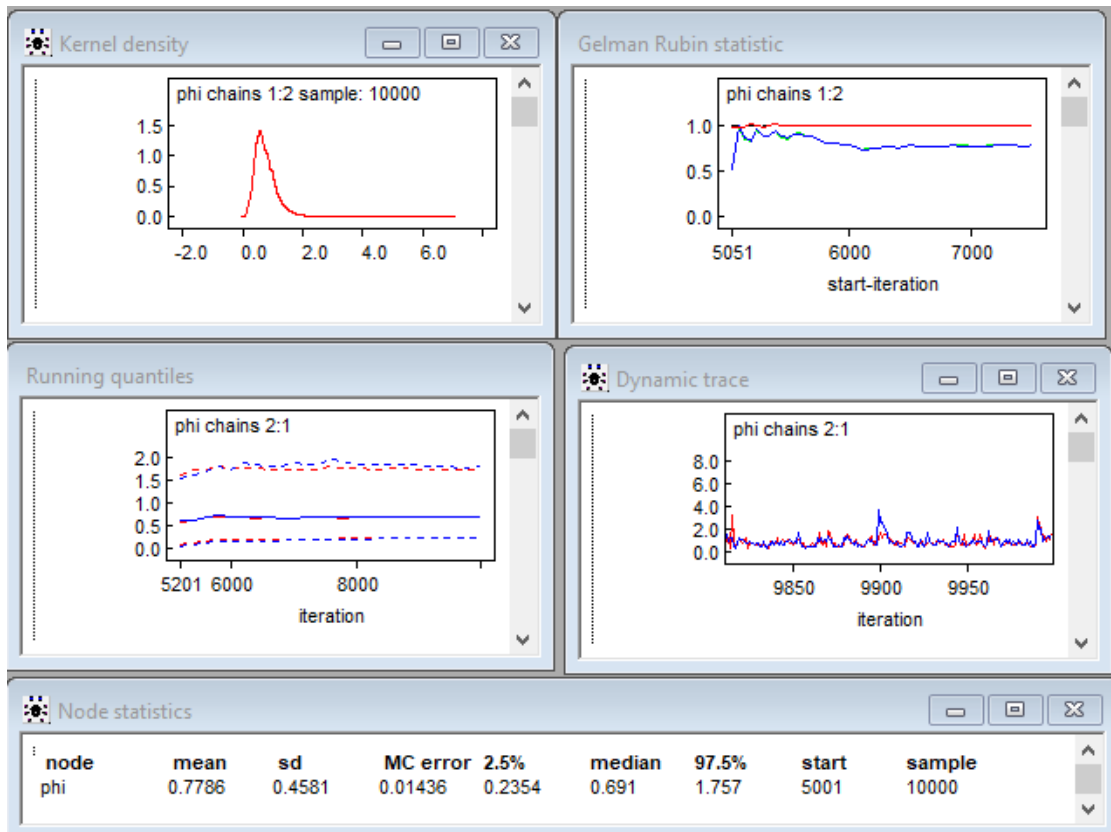 Kernel density
phi chains 1:2 sample: 10000
1.5
1.0
0.5
0.0
-2.0 0.0 2.0 4.0 6.0
Gelman Rubin statistic
phi chains 1:2
1.0
0.5
0.0
5051 6000 7000
start-iteration
Running quantiles
phi chains 2:1
2.0
1.5
1.0
0.5
0.0
5201 6000 8000
iteration
Dynamic trace
phi chains 2:1
8.0
6.0
4.0
2.0
0.0
9850 9900 9950
iteration
Node statistics
node mean sd MC error 2.5% median 97.5% start sample
phi 0.7786 0.4581 0.01436 0.2354 0.691 1.757 5001 10000